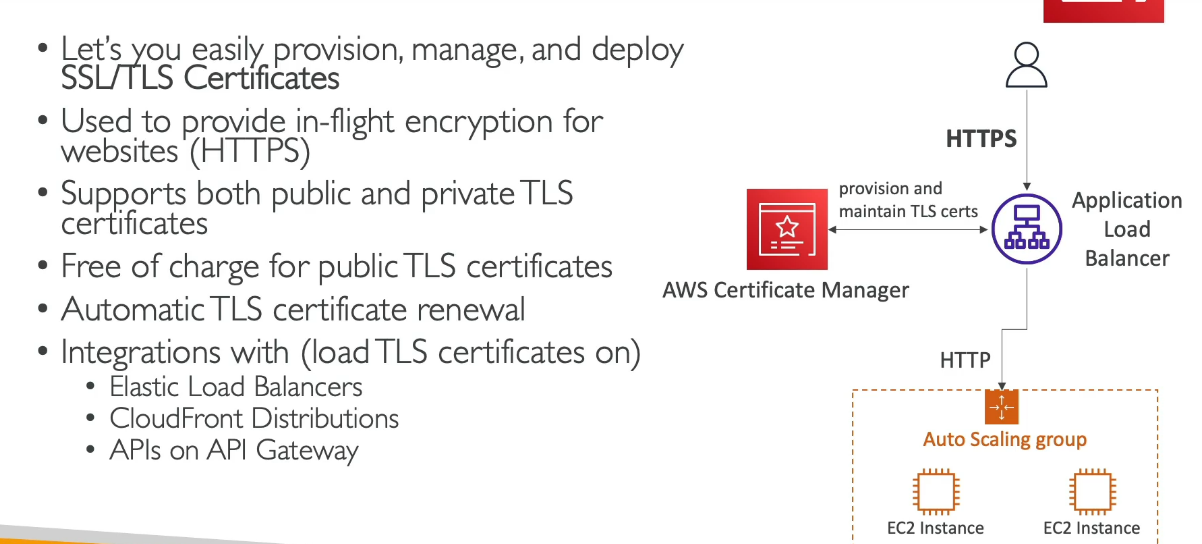 • Let's you easily provision, manage, and deploy
SSL/TLS Certificates
• Used to provide in-flight encryption for
websites (HTTPS)
• Supports both public and private TLS
certificates
• Free of charge for public TLS certificates
• Automatic TLS certificate renewal
• Integrations with (load TLS certificates on)
• Elastic Load Balancers
• CloudFront Distributions
• APIs on API Gateway
HTTPS
provision and
maintain TLS certs
Application
Load
Balancer
AWS Certificate Manager
HTTP
Auto Scaling group
EC2 Instance
EC2 Instance